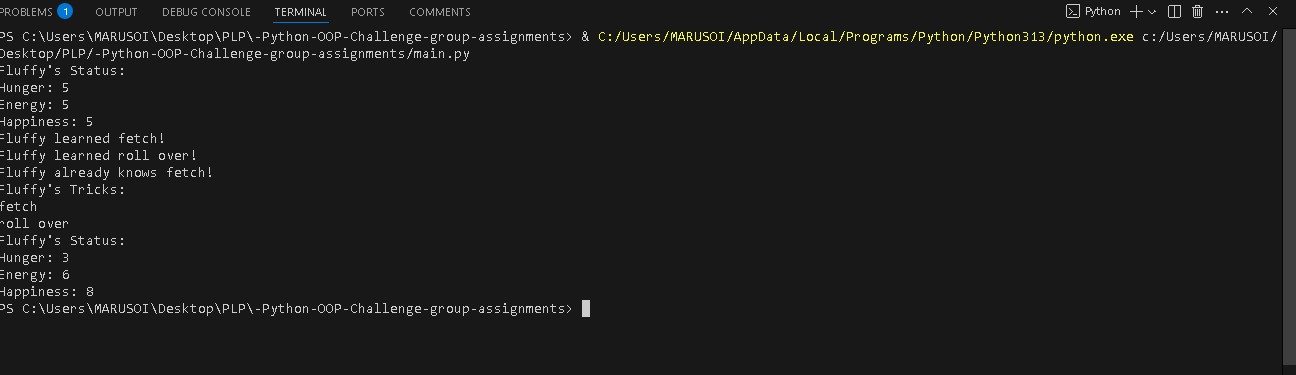 PROBLEMS 1 OUTPUT DEBUG CONSOLE TERMINAL PORTS COMMENTS Python
PS C:\Users\MARUSOI\Desktop\PLP\-Python-OOP-Challenge-group-assignments> & C:/Users/MARUSOI/AppData/Local/Programs/Python/Python313/python.exe c:/Users/MARUSOI/
Desktop/PLP/-Python-OOP-Challenge-group-assignments/main.py
Fluffy's Status:
Hunger: 5
Energy: 5
Happiness: 5
Fluffy learned fetch!
Fluffy learned roll over!
Fluffy already knows fetch!
Fluffy's Tricks:
fetch
roll over
Fluffy's Status:
Hunger: 3
Energy: 6
Happiness: 8
PS C:\Users\MARUSOI\Desktop\PLP\-Python-OOP-Challenge-group-assignments>